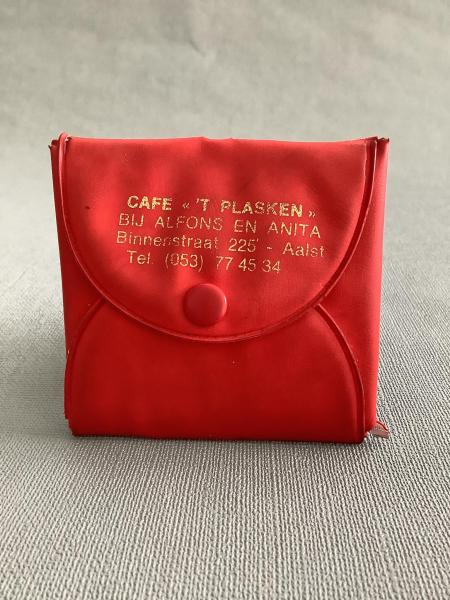 CAFE « 'T PLASKEN »
BIJ ALFONS EN ANITA
Binnenstraat 225 - Aalst
Tel. (053) 77 45 34